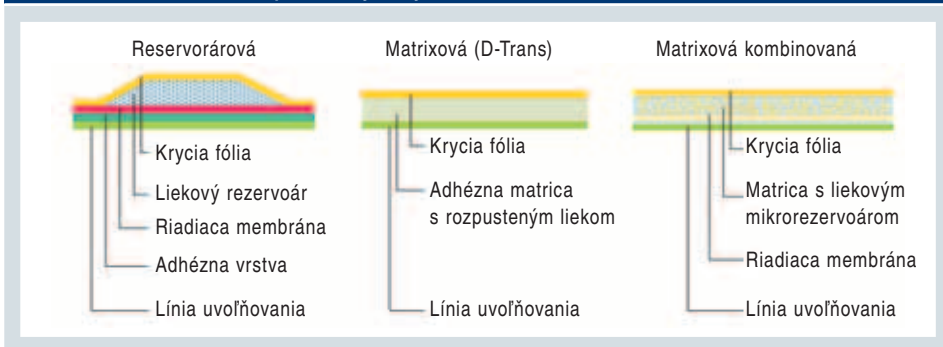 Reservorárová
Krycia fólia
Liekový rezervoár
Riadiaca membrána
Adhézna vrstva
Línia uvoľňovania
Matrixová (D-Trans)
Krycia fólia
Adhézna matrica
s rozpusteným liekom
Línia uvoľňovania
Matrixová kombinovaná
Krycia fólia
Matrica s liekovým
mikrorezervoárom
Riadiaca membrána
Línia uvoľňovania